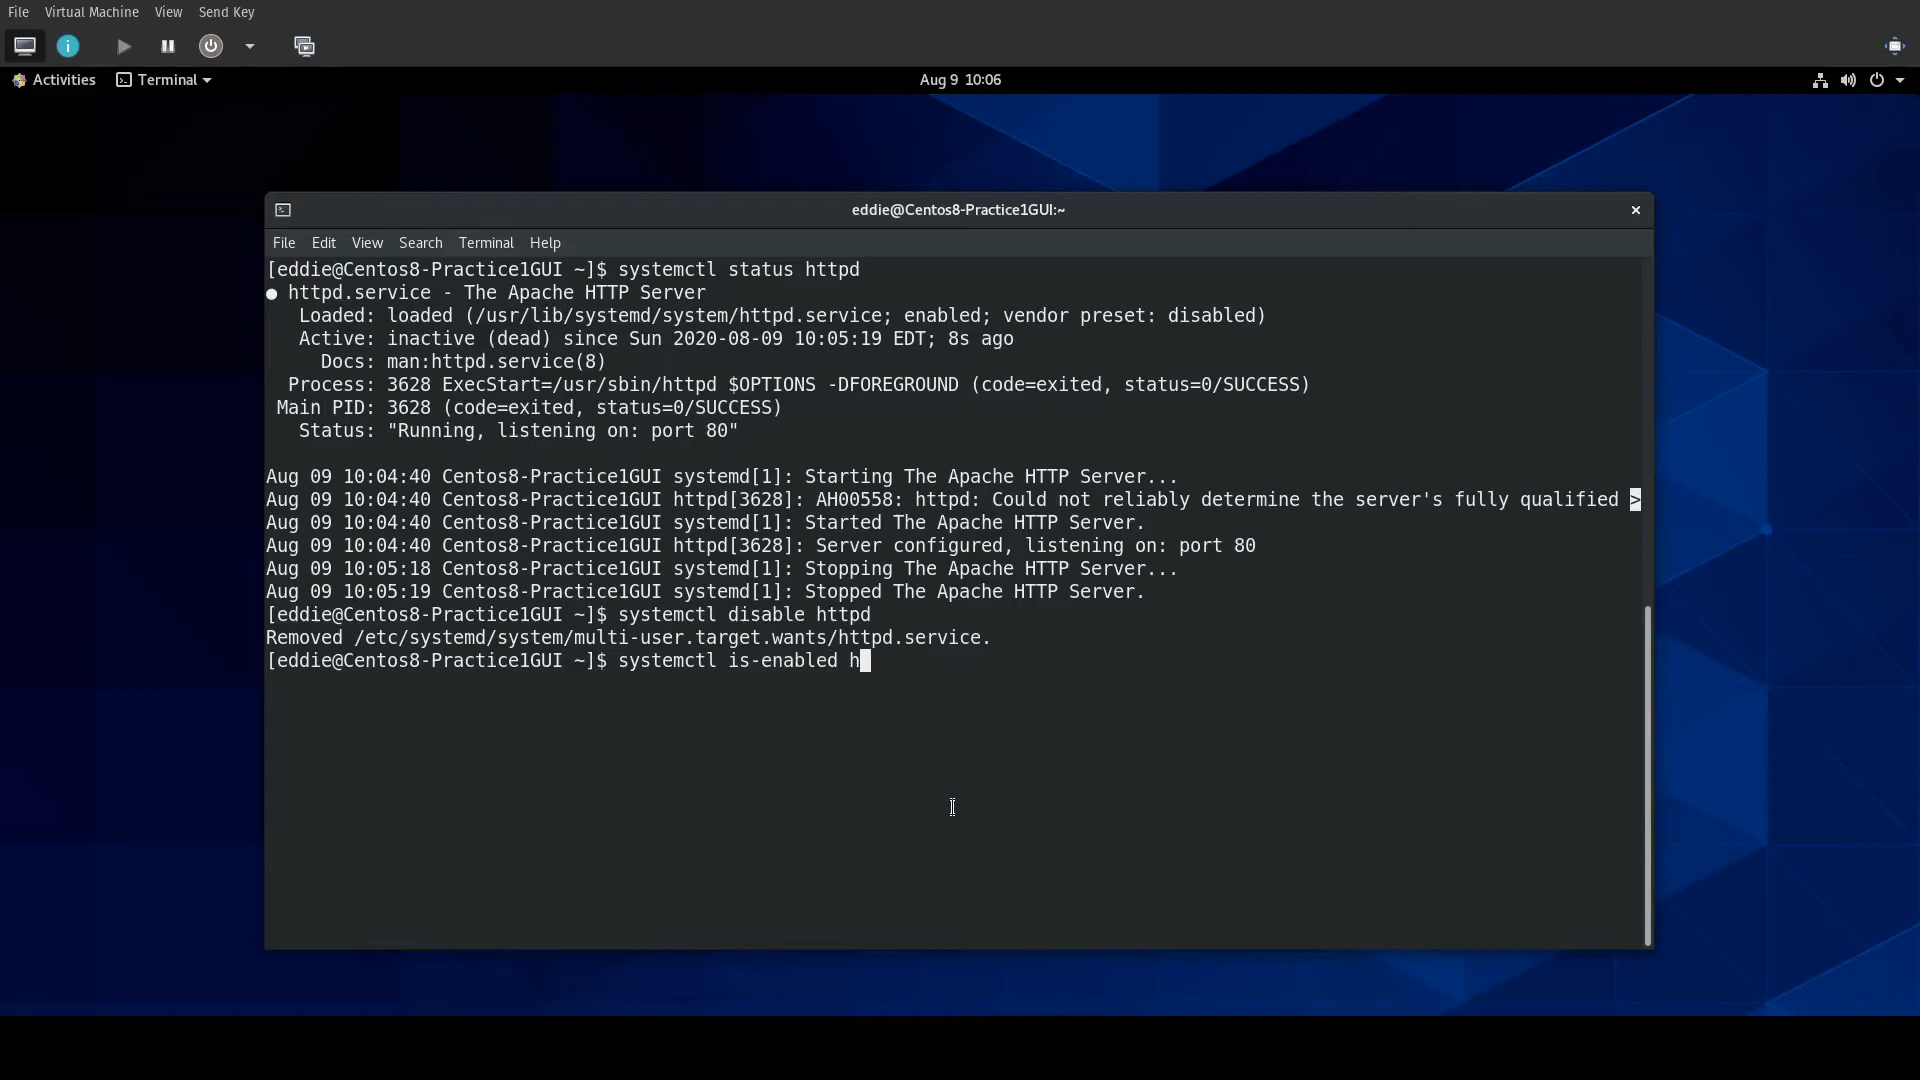 File Virtual Machine View Send Key
Activities Terminal Aug 9 10:06
eddie@Centos8-Practice1GUI:~
File Edit View Search Terminal Help
[eddie@Centos8-Practice1GUI ~]$ systemctl status httpd
● httpd.service - The Apache HTTP Server
Loaded: loaded (/usr/lib/systemd/system/httpd.service; enabled; vendor preset: disabled)
Active: inactive (dead) since Sun 2020-08-09 10:05:19 EDT; 8s ago
Docs: man:httpd.service(8)
Process: 3628 ExecStart=/usr/sbin/httpd $OPTIONS -DFOREGROUND (code=exited, status=0/SUCCESS)
Main PID: 3628 (code=exited, status=0/SUCCESS)
Status: "Running, listening on: port 80"
Aug 09 10:04:40 Centos8-Practice1GUI systemd[1]: Starting The Apache HTTP Server...
Aug 09 10:04:40 Centos8-Practice1GUI httpd[3628]: AH00558: httpd: Could not reliably determine the server's fully qualified >
Aug 09 10:04:40 Centos8-Practice1GUI systemd[1]: Started The Apache HTTP Server.
Aug 09 10:04:40 Centos8-Practice1GUI httpd[3628]: Server configured, listening on: port 80
Aug 09 10:05:18 Centos8-Practice1GUI systemd[1]: Stopping The Apache HTTP Server...
Aug 09 10:05:19 Centos8-Practice1GUI systemd[1]: Stopped The Apache HTTP Server.
[eddie@Centos8-Practice1GUI ~]$ systemctl disable httpd
Removed /etc/systemd/system/multi-user.target.wants/httpd.service.
[eddie@Centos8-Practice1GUI ~]$ systemctl is-enabled h